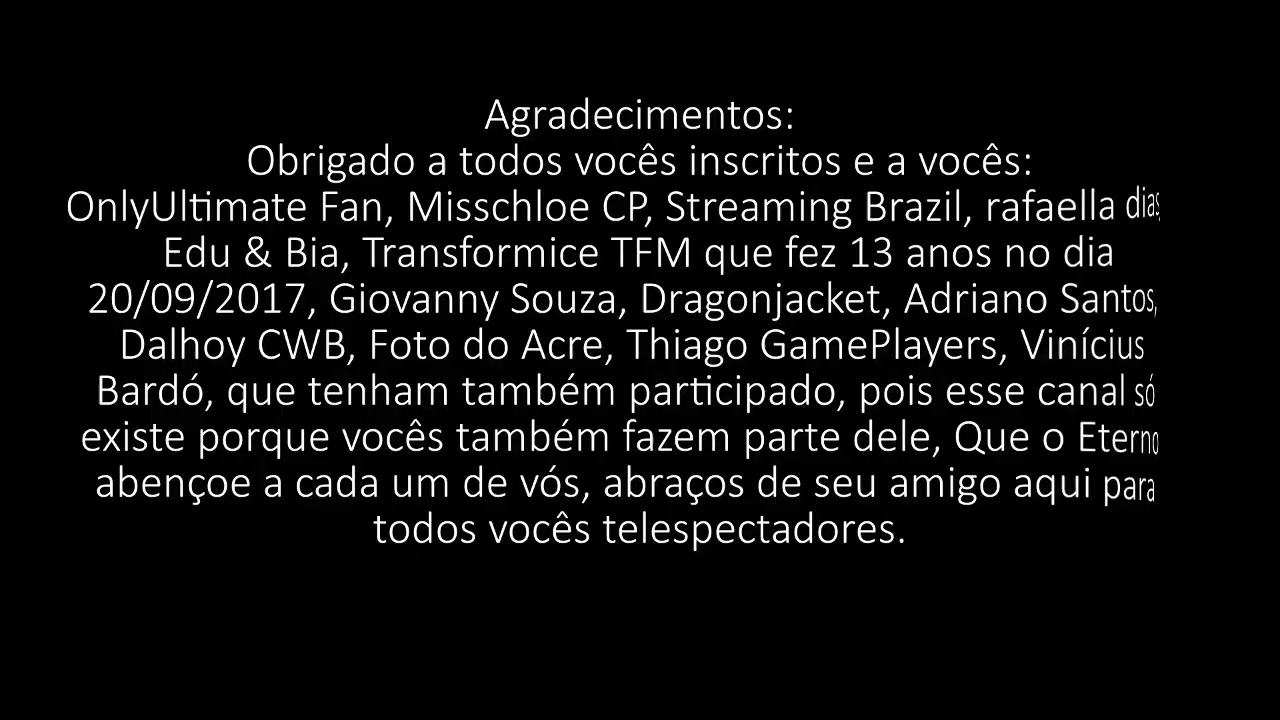 Agradecimentos:
Obrigado a todos vocês inscritos e a vocês:
OnlyUltimate Fan, Misschloe CP, Streaming Brazil, rafaella dias,
Edu & Bia, Transformice TFM que fez 13 anos no dia
20/09/2017, Giovanny Souza, Dragonjacket, Adriano Santos,
Dalhoy CWB, Foto do Acre, Thiago GamePlayers, Vinícius
Bardó, que tenham também participado, pois esse canal só
existe porque vocês também fazem parte dele, Que o Eterno
abençoe a cada um de vós, abraços de seu amigo aqui para
todos vocês telespectadores.